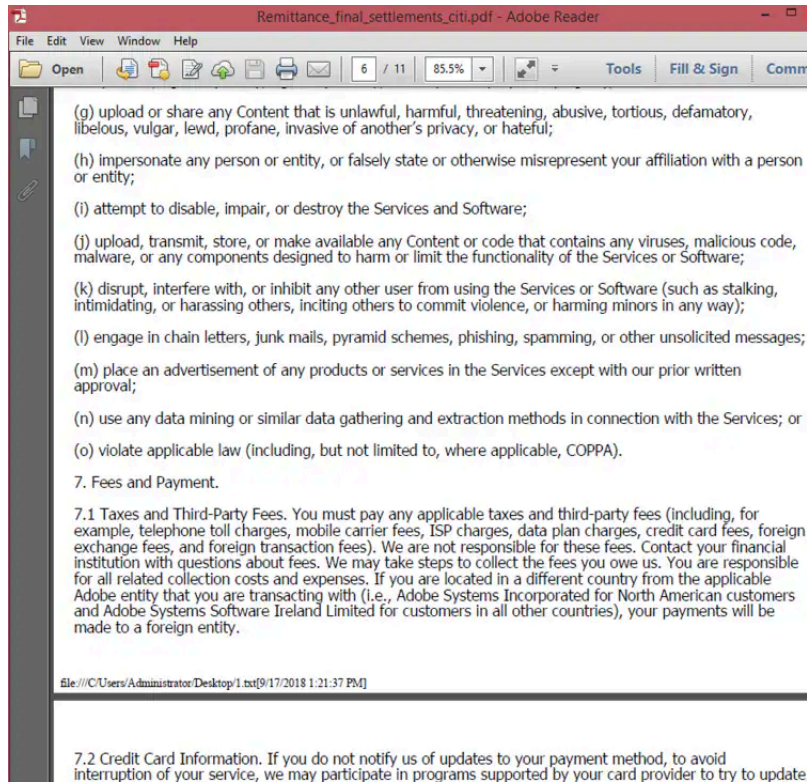 Remittance_final_settlements_citi.pdf - Adobe Reader
File Edit View Window Help
Open 6 / 11 85.5% Tools Fill & Sign Comm
(g) upload or share any Content that is unlawful, harmful, threatening, abusive, tortious, defamatory,
libelous, vulgar, lewd, profane, invasive of another's privacy, or hateful;
(h) impersonate any person or entity, or falsely state or otherwise misrepresent your affiliation with a person
or entity;
(i) attempt to disable, impair, or destroy the Services and Software;
(j) upload, transmit, store, or make available any Content or code that contains any viruses, malicious code,
malware, or any components designed to harm or limit the functionality of the Services or Software;
(k) disrupt, interfere with, or inhibit any other user from using the Services or Software (such as stalking,
intimidating, or harassing others, inciting others to commit violence, or harming minors in any way);
(l) engage in chain letters, junk mails, pyramid schemes, phishing, spamming, or other unsolicited messages;
(m) place an advertisement of any products or services in the Services except with our prior written
approval;
(n) use any data mining or similar data gathering and extraction methods in connection with the Services; or
(o) violate applicable law (including, but not limited to, where applicable, COPPA).
7. Fees and Payment.
7.1 Taxes and Third-Party Fees. You must pay any applicable taxes and third-party fees (including, for
example, telephone toll charges, mobile carrier fees, ISP charges, data plan charges, credit card fees, foreign
exchange fees, and foreign transaction fees). We are not responsible for these fees. Contact your financial
institution with questions about fees. We may take steps to collect the fees you owe us. You are responsible
for all related collection costs and expenses. If you are located in a different country from the applicable
Adobe entity that you are transacting with (i.e., Adobe Systems Incorporated for North American customers
and Adobe Systems Software Ireland Limited for customers in all other countries), your payments will be
made to a foreign entity.
file:///C/Users/Administrator/Desktop/1.txt[9/17/2018 1:21:37 PM]
7.2 Credit Card Information. If you do not notify us of updates to your payment method, to avoid
interruption of your service, we may participate in programs supported by your card provider to try to update